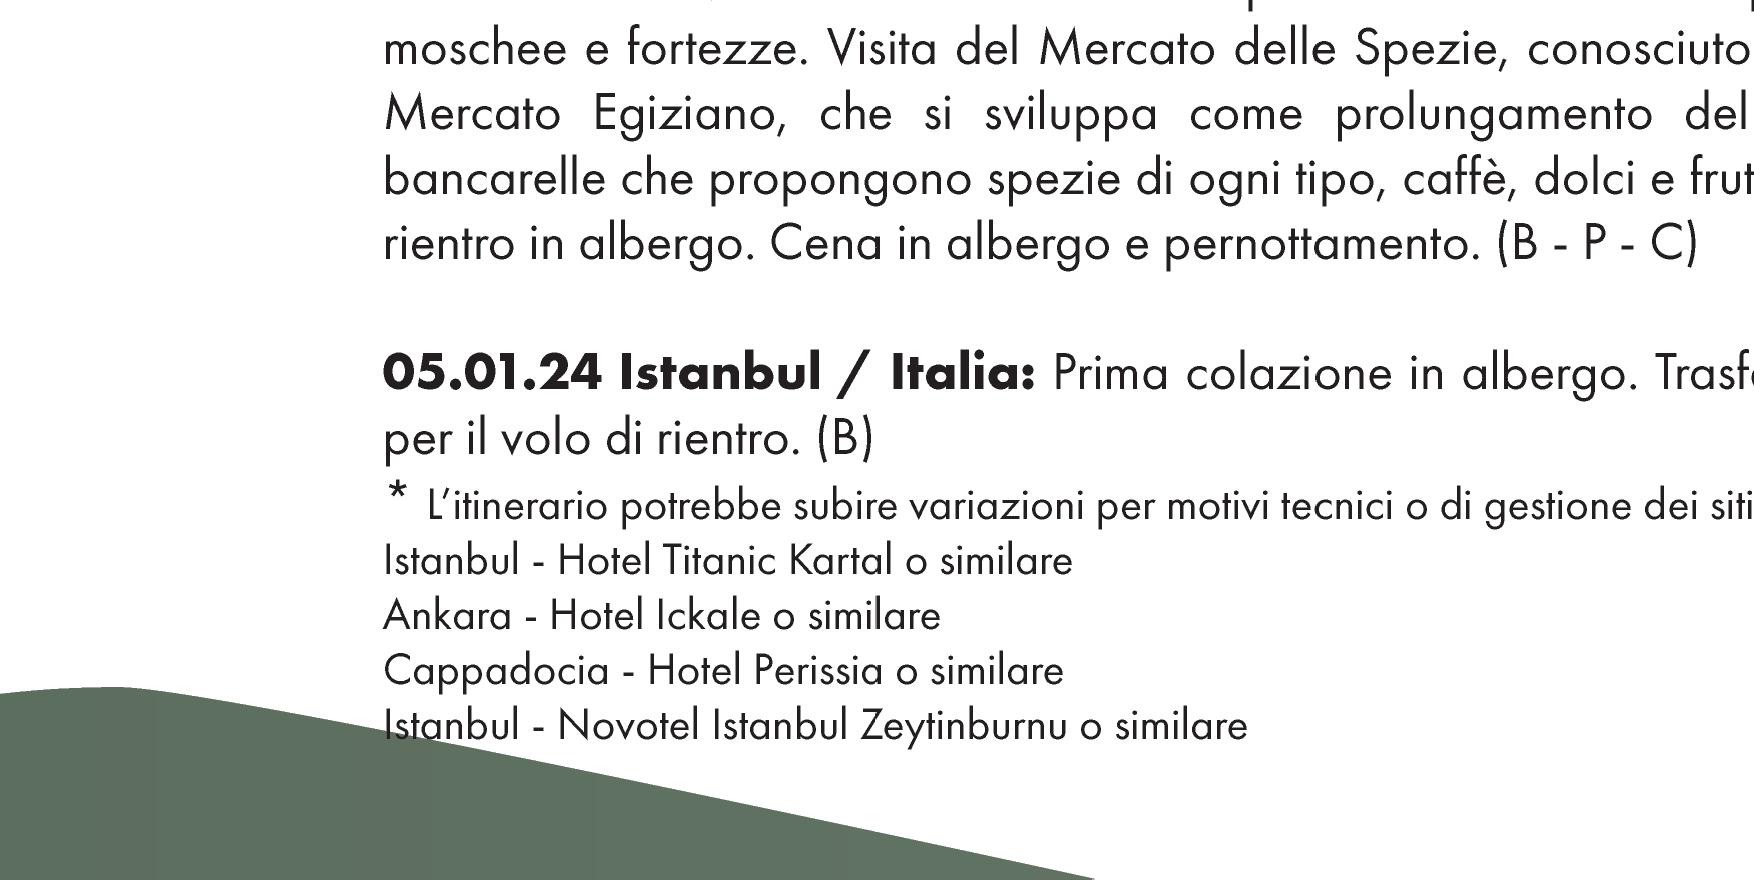 moschee e fortezze. Visita del Mercato delle Spezie, conosciuto
Mercato Egiziano, che si sviluppa come prolungamento del
bancarelle che propongono spezie di ogni tipo, caffè, dolci e
rientro in albergo. Cena in albergo e pernottamento. (B - P - C)
05.01.24 Istanbul / Italia: Prima colazione in albergo.
per il volo di rientro. (B)
* L’itinerario potrebbe subire variazioni per motivi tecnici o di gestione dei siti
Istanbul - Hotel Titanic Kartal o similare
Ankara - Hotel Ickale o similare
Cappadocia - Hotel Perissia o similare
Istanbul - Novotel Istanbul Zeytinburnu o similare